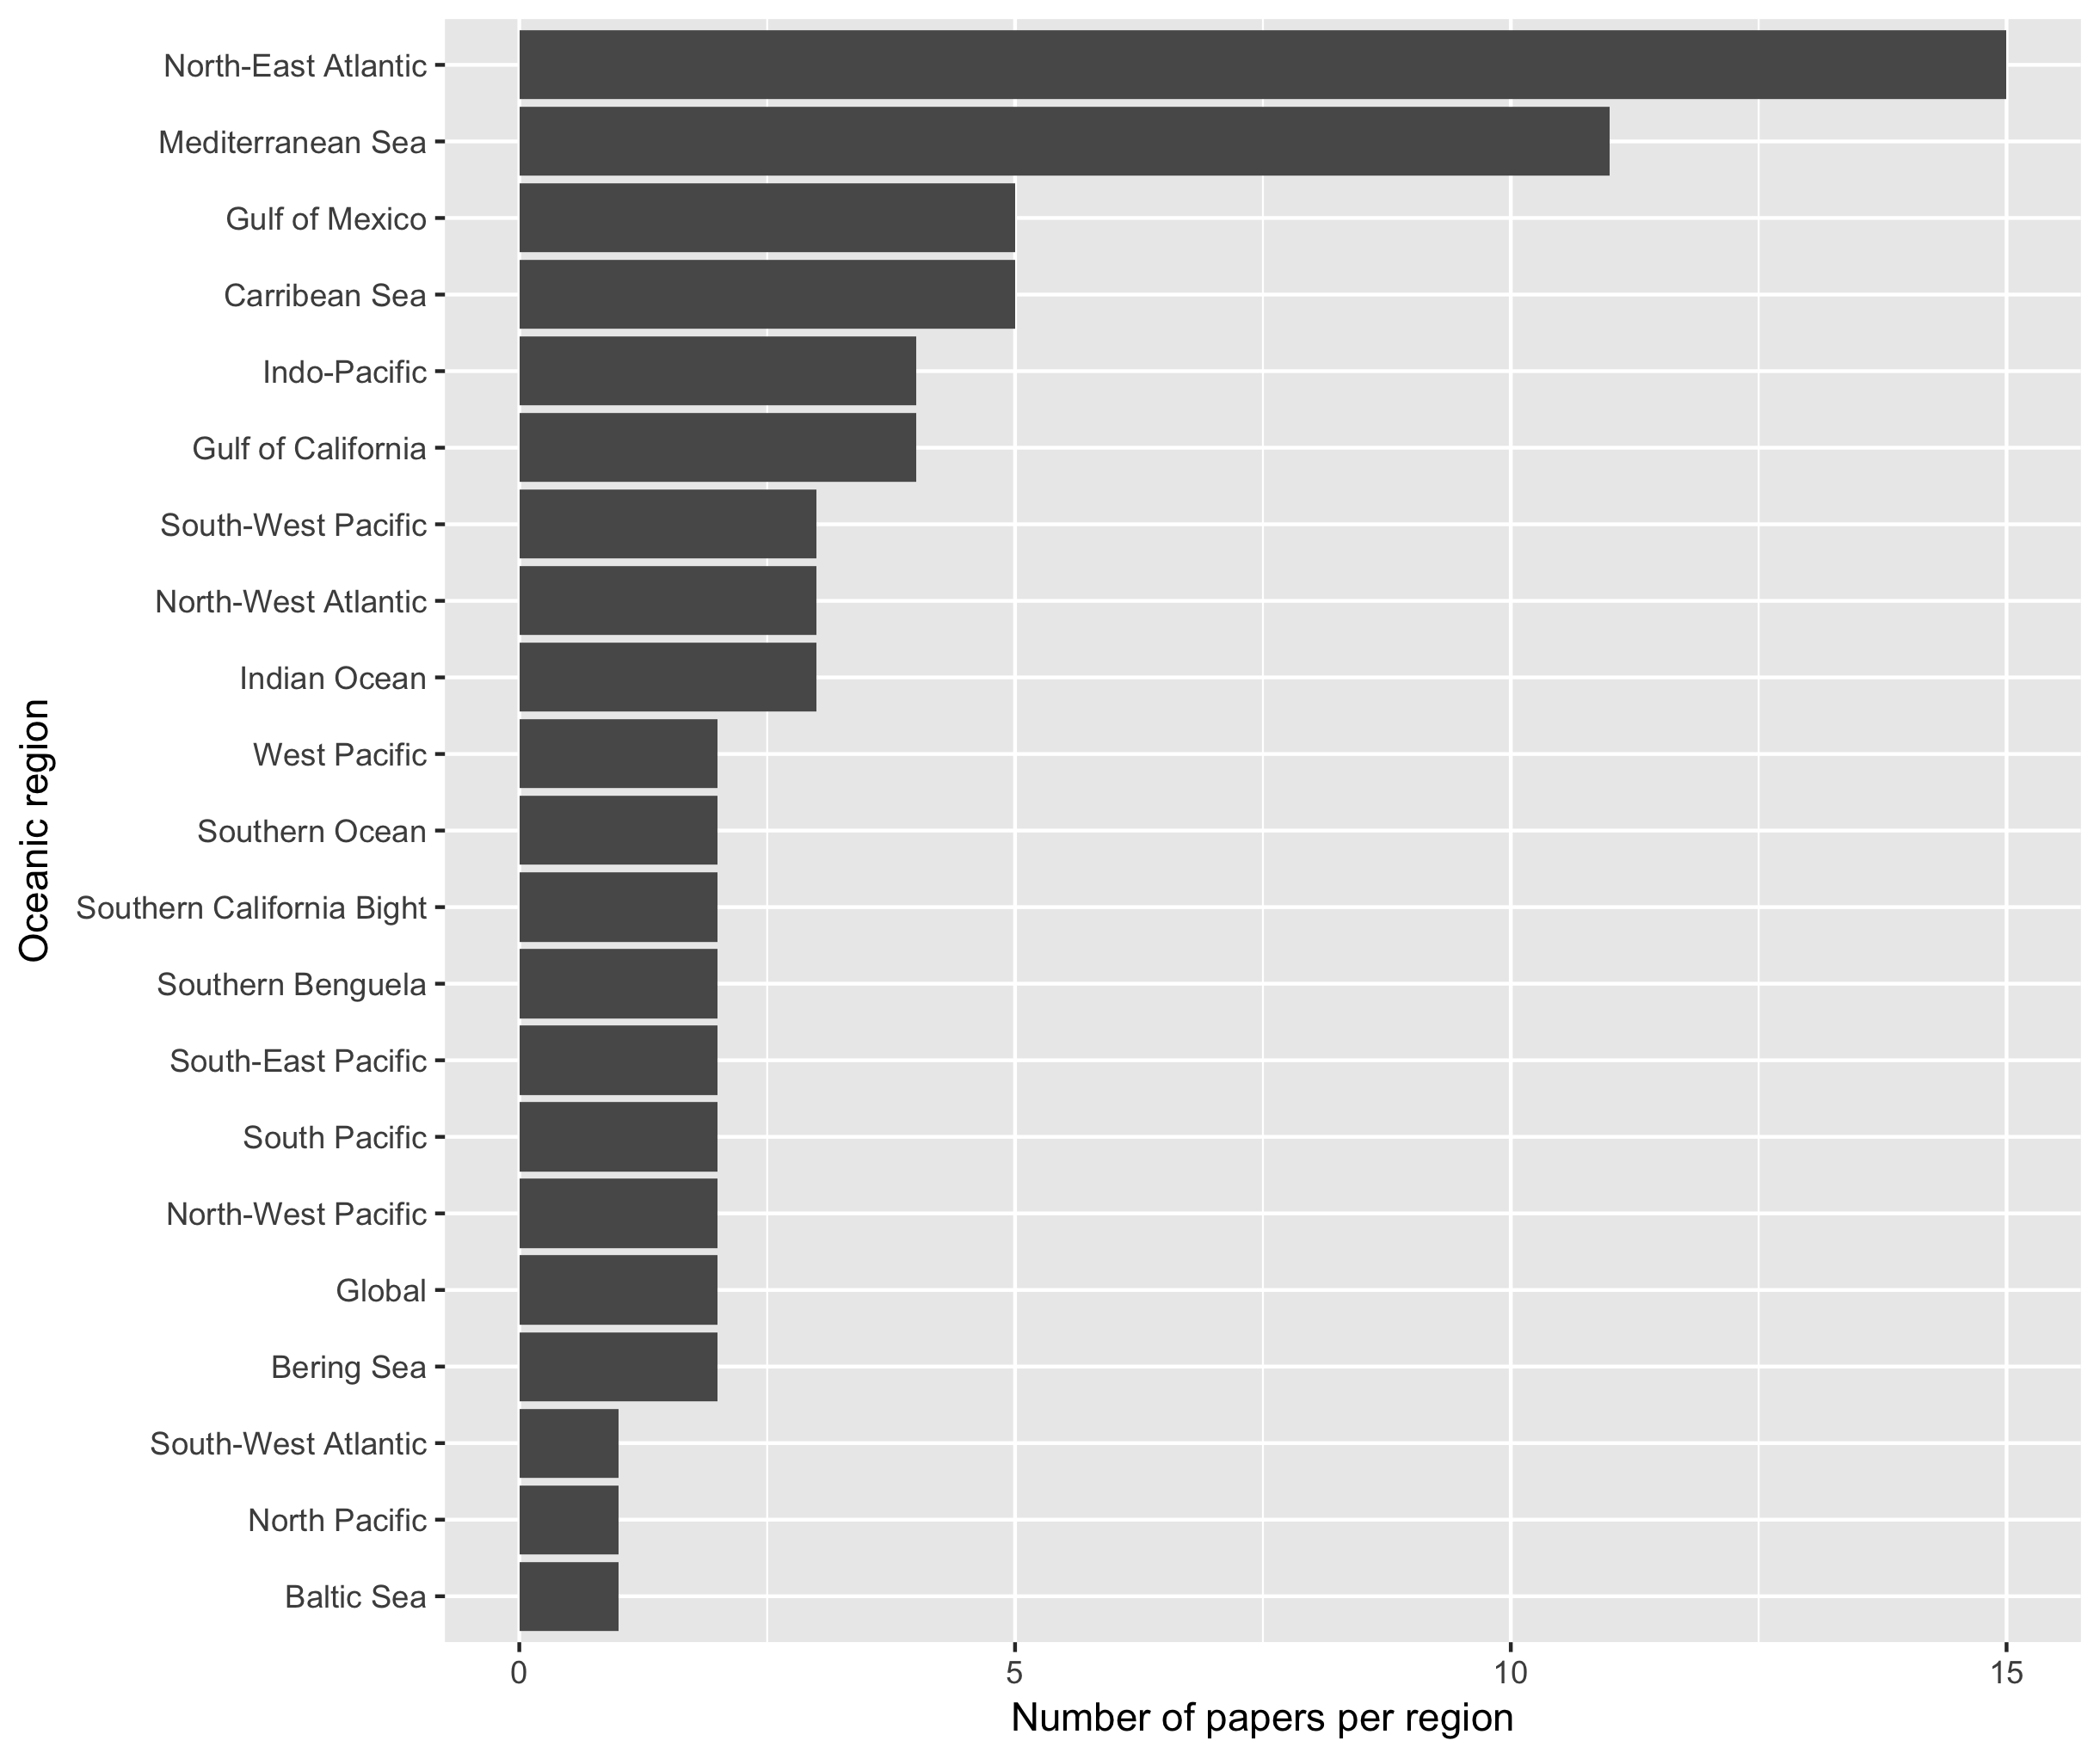 North-East Atlantic
Mediterranean Sea
Gulf of Mexico
Carribean Sea
Indo-Pacific
Gulf of California
South-West Pacific
North-West Atlantic
Indian Ocean
West Pacific
Southern Ocean
Southern California Bight
Southern Benguela
South-East Pacific
South Pacific
North-West Pacific
Global
Bering Sea
South-West Atlantic
North Pacific
Baltic Sea
Oceanic region
0 5 10 15
Number of papers per region